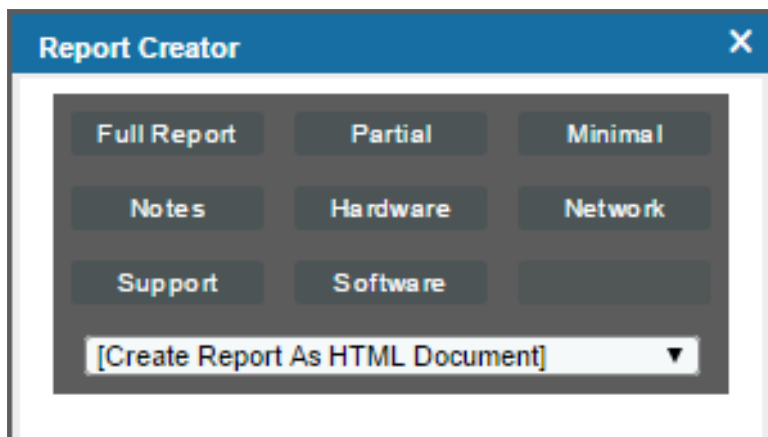 Report Creator
Full Report Partial Minimal
Notes Hardware Network
Support Software
[Create Report As HTML Document]